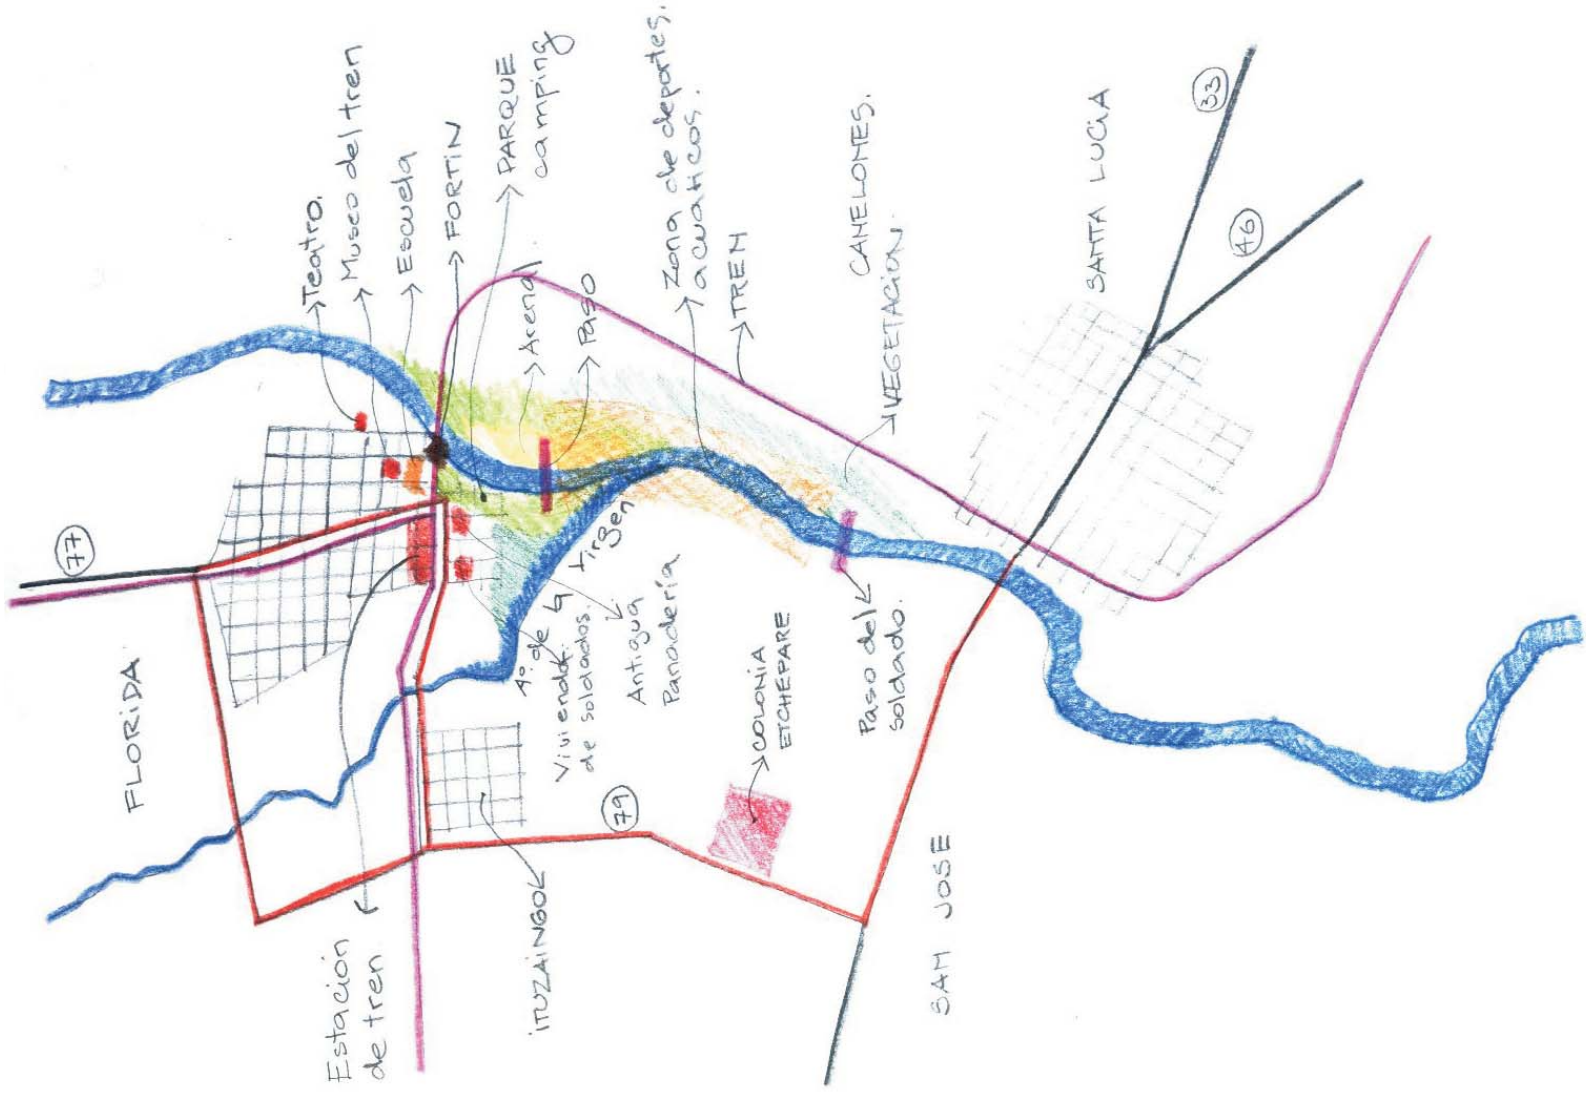 77
FLORIDA
Teatro.
Museo del tren
Estación
de tren
Escuela
FORTIN
PARQUE
camping
Arenal
Aº de la Virgen
ITUZAINGO
Viviendas
de soldados.
Paso
Antigua
Panadería
79
Zona de deportes.
acuaticos.
TREN
COLONIA
ETCHEPARE
CANELONES.
Paso del
soldado.
VEGETACION
SAN JOSE
SANTA LUCIA
33
46